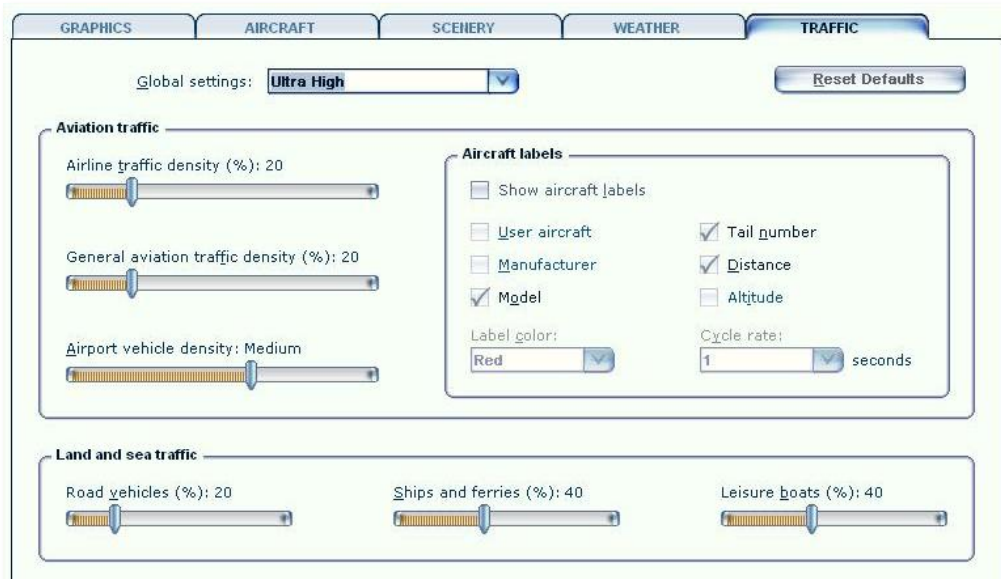 GRAPHICS AIRCRAFT SCENERY WEATHER TRAFFIC
Global settings: Ultra High Reset Defaults
Aviation traffic
Airline traffic density (%): 20
General aviation traffic density (%): 20
Airport vehicle density: Medium
Aircraft labels
Show aircraft labels
User aircraft Tail number
Manufacturer Distance
Model Altitude
Label color: Cycle rate:
Red 1 seconds
Land and sea traffic
Road vehicles (%): 20 Ships and ferries (%): 40 Leisure boats (%): 40